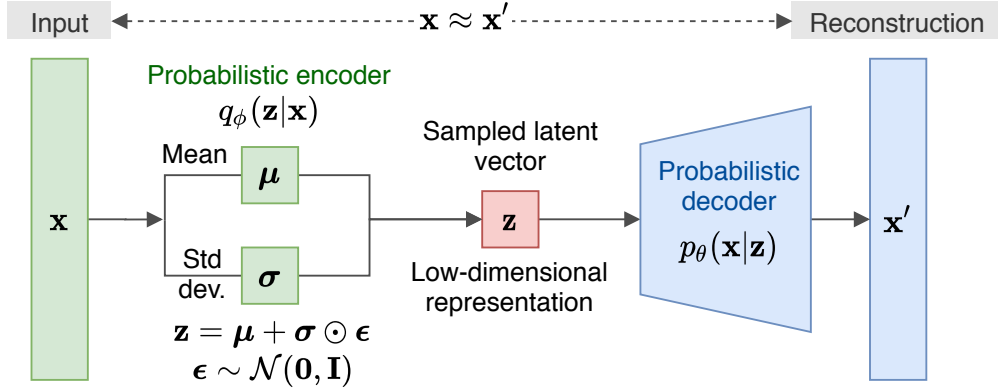 Input
𝐱 ≈ 𝐱′
Reconstruction
Probabilistic encoder
q_ϕ(𝐳|𝐱)
Mean
𝝁
Std
dev.
𝝈
𝐳 = 𝝁 + 𝝈 ⊙ 𝝐
𝝐 ∼ 𝒩(𝟎, 𝐈)
𝐱
Sampled latent
vector
𝐳
Low-dimensional
representation
Probabilistic
decoder
p_θ(𝐱|𝐳)
𝐱′